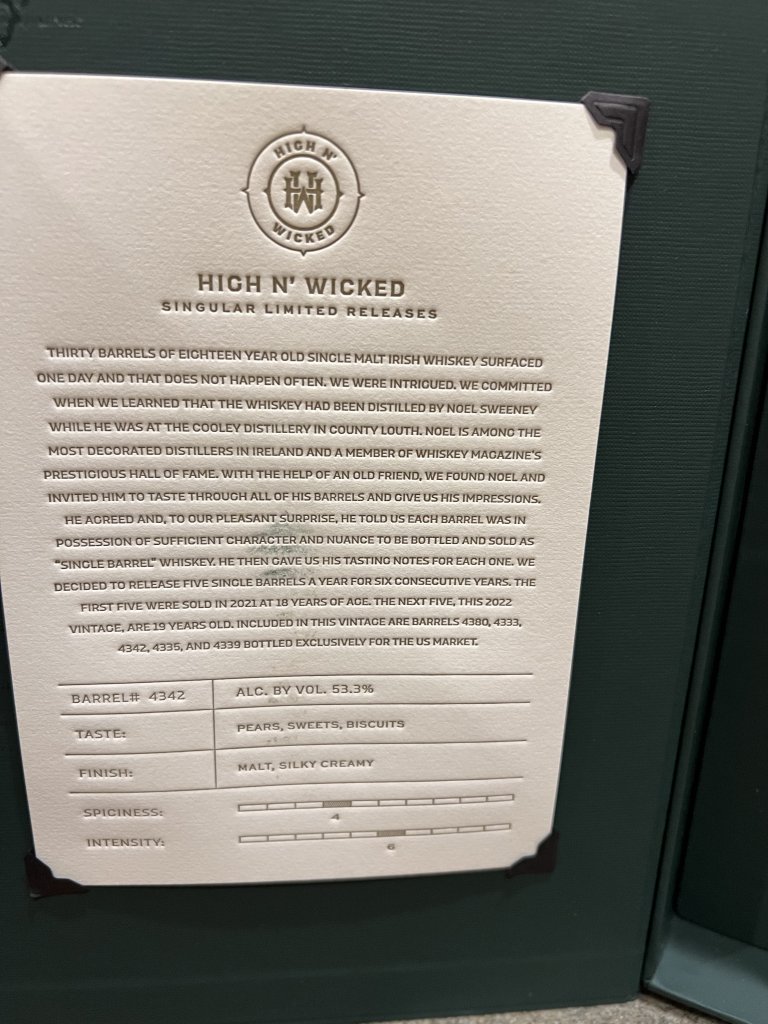 HIGH N'
HW
WICKED
HIGH N' WICKED
SINGULAR LIMITED RELEASES
THIRTY BARRELS OF EIGHTEEN YEAR OLD SINGLE MALT IRISH WHISKEY SURFACED
ONE DAY AND THAT DOES NOT HAPPEN OFTEN. WE WERE INTRIGUED. WE COMMITTED
WHEN WE LEARNED THAT THE WHISKEY HAD BEEN DISTILLED BY NOEL SWEENEY
WHILE HE WAS AT THE COOLEY DISTILLERY IN COUNTY LOUTH. NOEL IS AMONG THE
MOST DECORATED DISTILLERS IN IRELAND AND A MEMBER OF WHISKEY MAGAZINE'S
PRESTIGIOUS HALL OF FAME. WITH THE HELP OF AN OLD FRIEND, WE FOUND NOEL AND
INVITED HIM TO TASTE THROUGH ALL OF HIS BARRELS AND GIVE US HIS IMPRESSIONS.
HE AGREED AND, TO OUR PLEASANT SURPRISE, HE TOLD US EACH BARREL WAS IN
POSSESSION OF SUFFICIENT CHARACTER AND NUANCE TO BE BOTTLED AND SOLD AS
"SINGLE BARREL" WHISKEY. HE THEN GAVE US HIS TASTING NOTES FOR EACH ONE. WE
DECIDED TO RELEASE FIVE SINGLE BARRELS A YEAR FOR SIX CONSECUTIVE YEARS. THE
FIRST FIVE WERE SOLD IN 2021 AT 18 YEARS OF AGE. THE NEXT FIVE, THIS 2022
VINTAGE, ARE 19 YEARS OLD. INCLUDED IN THIS VINTAGE ARE BARRELS 4380, 4333,
4342, 4335, AND 4339 BOTTLED EXCLUSIVELY FOR THE US MARKET.
BARREL# 4342 ALC. BY VOL. 53.3%
TASTE: PEARS, SWEETS, BISCUITS
FINISH: MALT, SILKY CREAMY
SPICINESS:
4
INTENSITY:
6